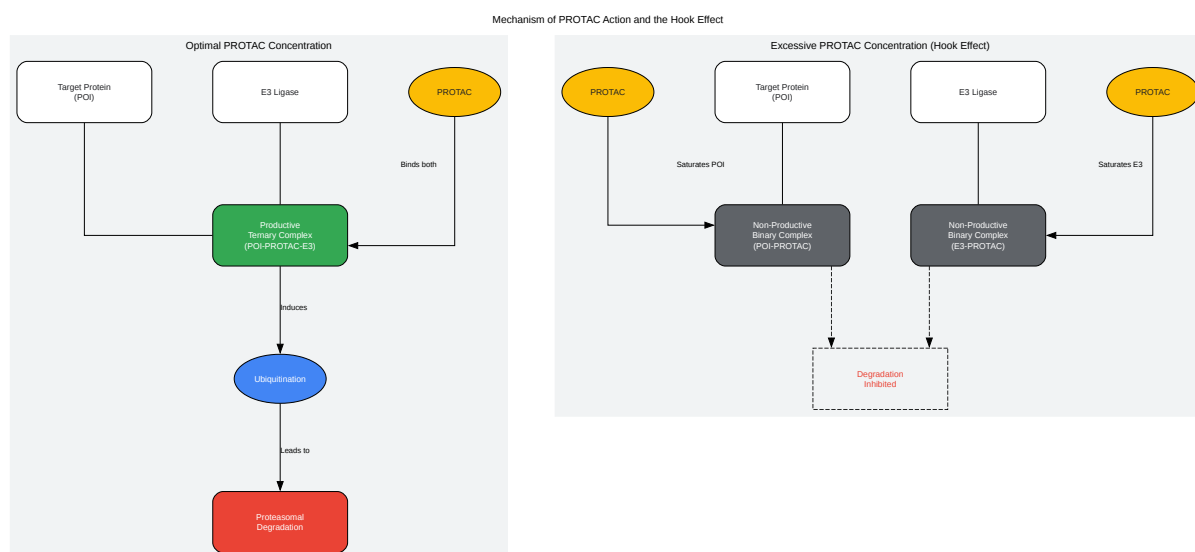 Mechanism of PROTAC Action and the Hook Effect
Optimal PROTAC Concentration
Target Protein
(POI)
E3 Ligase
PROTAC
Binds both
Productive
Ternary Complex
(POI-PROTAC-E3)
Induces
Ubiquitination
Leads to
Proteasomal
Degradation
Excessive PROTAC Concentration (Hook Effect)
PROTAC
Target Protein
(POI)
E3 Ligase
PROTAC
Saturates POI
Saturates E3
Non-Productive
Binary Complex
(POI-PROTAC)
Non-Productive
Binary Complex
(E3-PROTAC)
Degradation
Inhibited